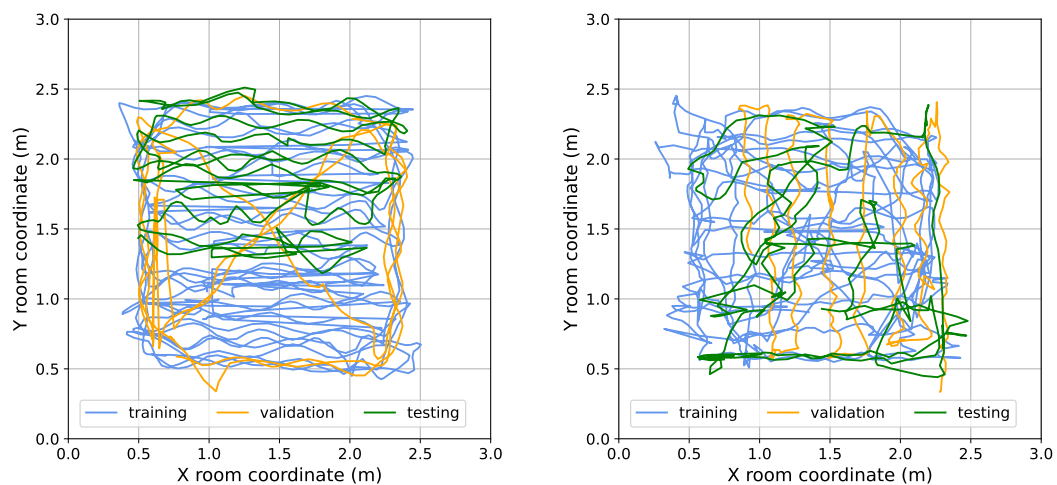 3.0
2.5
2.0
1.5
1.0
0.5
0.0
Y room coordinate (m)
training validation testing
0.0 0.5 1.0 1.5 2.0 2.5 3.0
X room coordinate (m)
3.0
2.5
2.0
1.5
1.0
0.5
0.0
Y room coordinate (m)
training validation testing
0.0 0.5 1.0 1.5 2.0 2.5 3.0
X room coordinate (m)